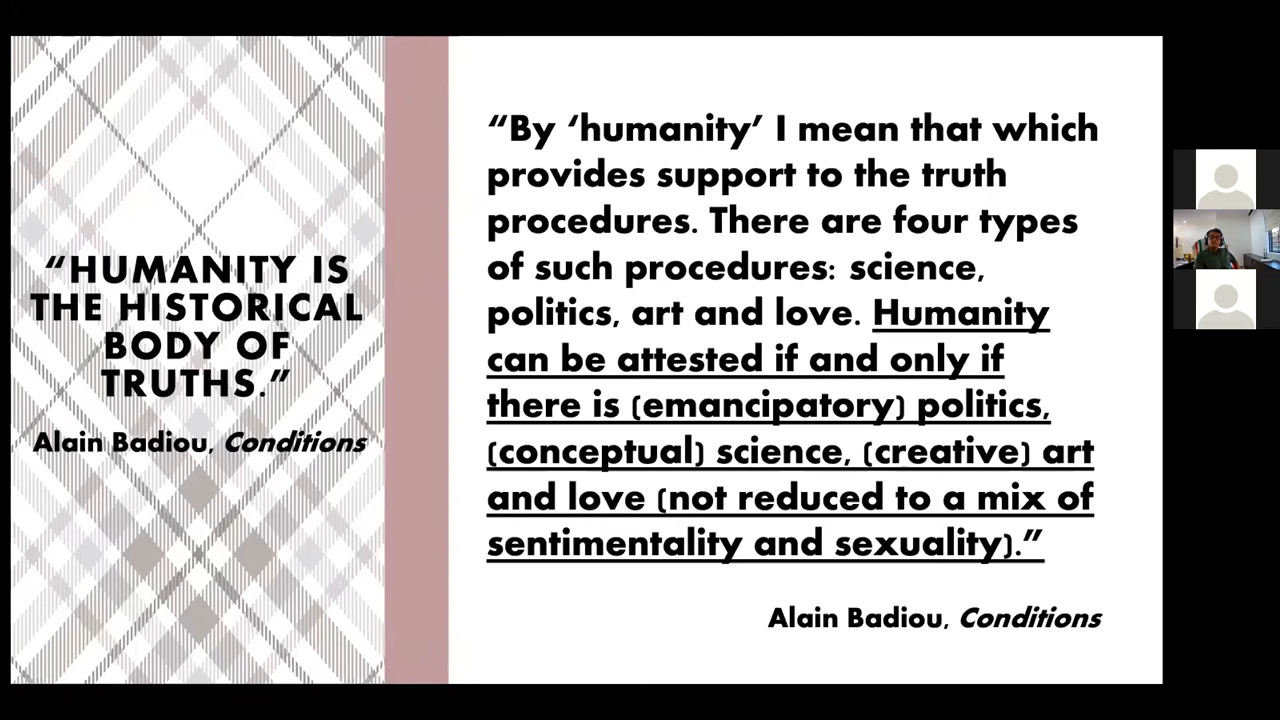 “HUMANITY IS
THE HISTORICAL
BODY OF
TRUTHS.”
Alain Badiou, Conditions
“By ‘humanity’ I mean that which
provides support to the truth
procedures. There are four types
of such procedures: science,
politics, art and love. Humanity
can be attested if and only if
there is (emancipatory) politics,
(conceptual) science, (creative) art
and love (not reduced to a mix of
sentimentality and sexuality).”
Alain Badiou, Conditions